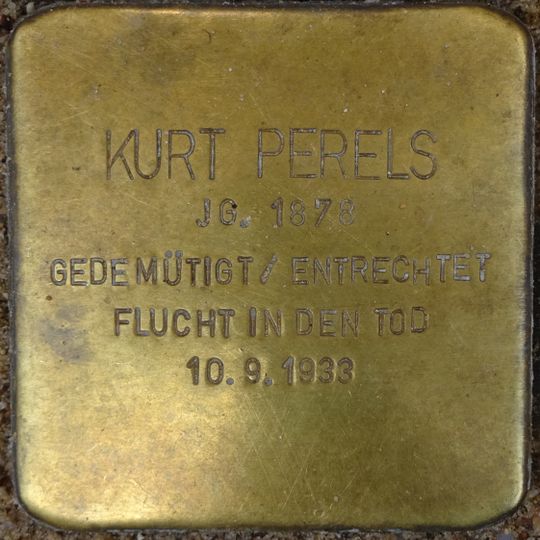 KURT PERELS
JG. 1878
GEDEMÜTIGT / ENTRECHTET
FLUCHT IN DEN TOD
10.9.1933